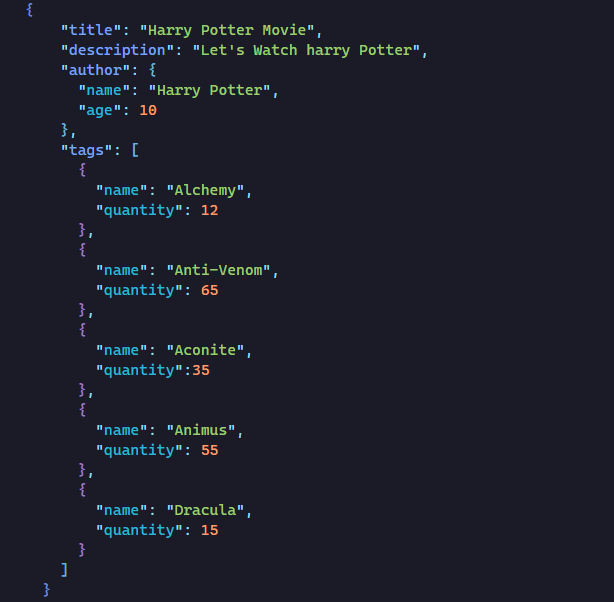 {
"title": "Harry Potter Movie",
"description": "Let's Watch harry Potter",
"author": {
"name": "Harry Potter",
"age": 10
},
"tags": [
{
"name": "Alchemy",
"quantity": 12
},
{
"name": "Anti-Venom",
"quantity": 65
},
{
"name": "Aconite",
"quantity":35
},
{
"name": "Animus",
"quantity": 55
},
{
"name": "Dracula",
"quantity": 15
}
]
}